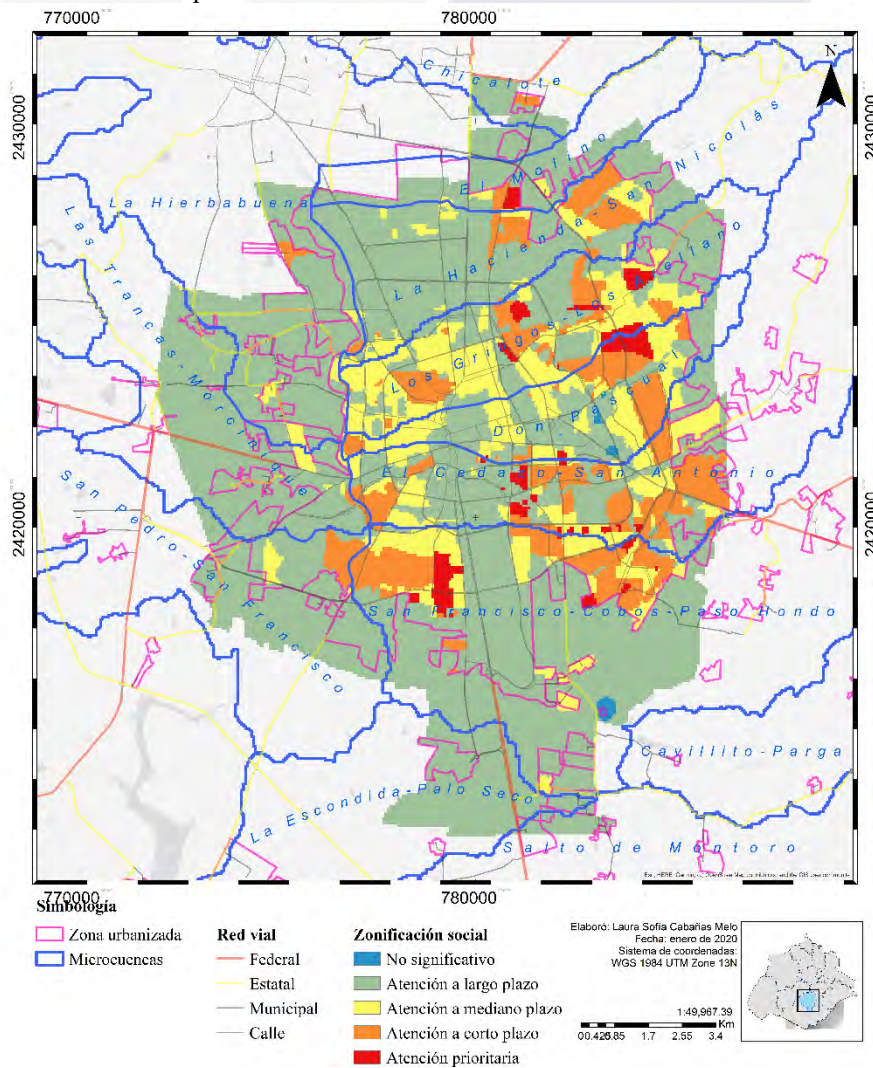 770000 780000
2430000 2430000
2420000 2420000
N
Chicalote
El Molino
La Hacienda-San Nicolás
La Hierbabuena
Las Trancas-Morcinique
Los Gringos-Los Arellano
Don Pascual
El Cedazo-San Antonio
San Pedro-San Francisco
San Francisco-Cobos-Paso Hondo
Cavillito-Parga
La Escondida-Palo Seco
Salto de Montoro
770000 780000
Simbología
Zona urbanizada
Microcuencas
Red vial
Federal
Estatal
Municipal
Calle
Zonificación social
No significativo
Atención a largo plazo
Atención a mediano plazo
Atención a corto plazo
Atención prioritaria
Elaboró: Laura Sofía Cabañas Melo
Fecha: enero de 2020
Sistema de coordenadas:
WGS 1984 UTM Zone 13N
1:49,967.39
Km
1.7 2.55 3.4